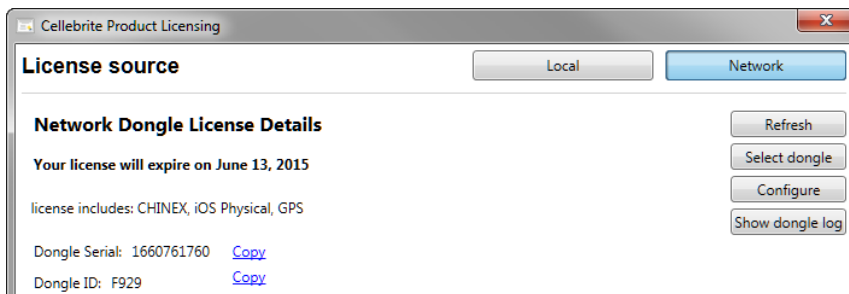 Cellebrite Product Licensing
License source
Local
Network
Network Dongle License Details
Refresh
Your license will expire on June 13, 2015
Select dongle
Configure
license includes: CHINEX, iOS Physical, GPS
Show dongle log
Dongle Serial: 1660761760 Copy
Dongle ID: F929 Copy